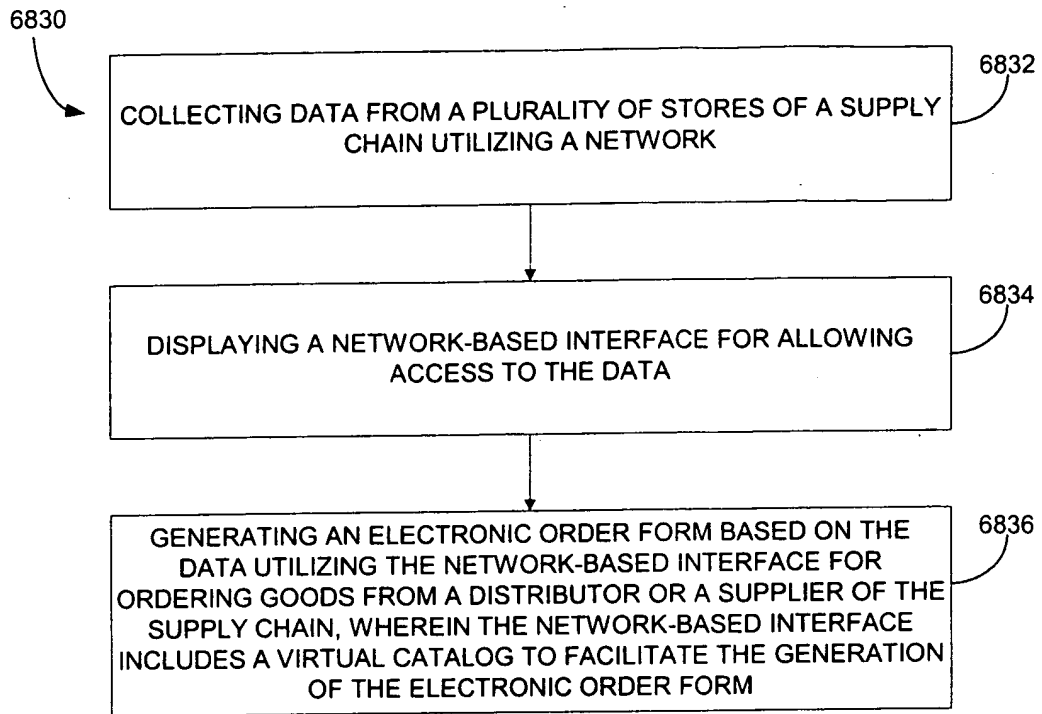 6830
6832
COLLECTING DATA FROM A PLURALITY OF STORES OF A SUPPLY
CHAIN UTILIZING A NETWORK
6834
DISPLAYING A NETWORK-BASED INTERFACE FOR ALLOWING
ACCESS TO THE DATA
6836
GENERATING AN ELECTRONIC ORDER FORM BASED ON THE
DATA UTILIZING THE NETWORK-BASED INTERFACE FOR
ORDERING GOODS FROM A DISTRIBUTOR OR A SUPPLIER OF THE
SUPPLY CHAIN, WHEREIN THE NETWORK-BASED INTERFACE
INCLUDES A VIRTUAL CATALOG TO FACILITATE THE GENERATION
OF THE ELECTRONIC ORDER FORM